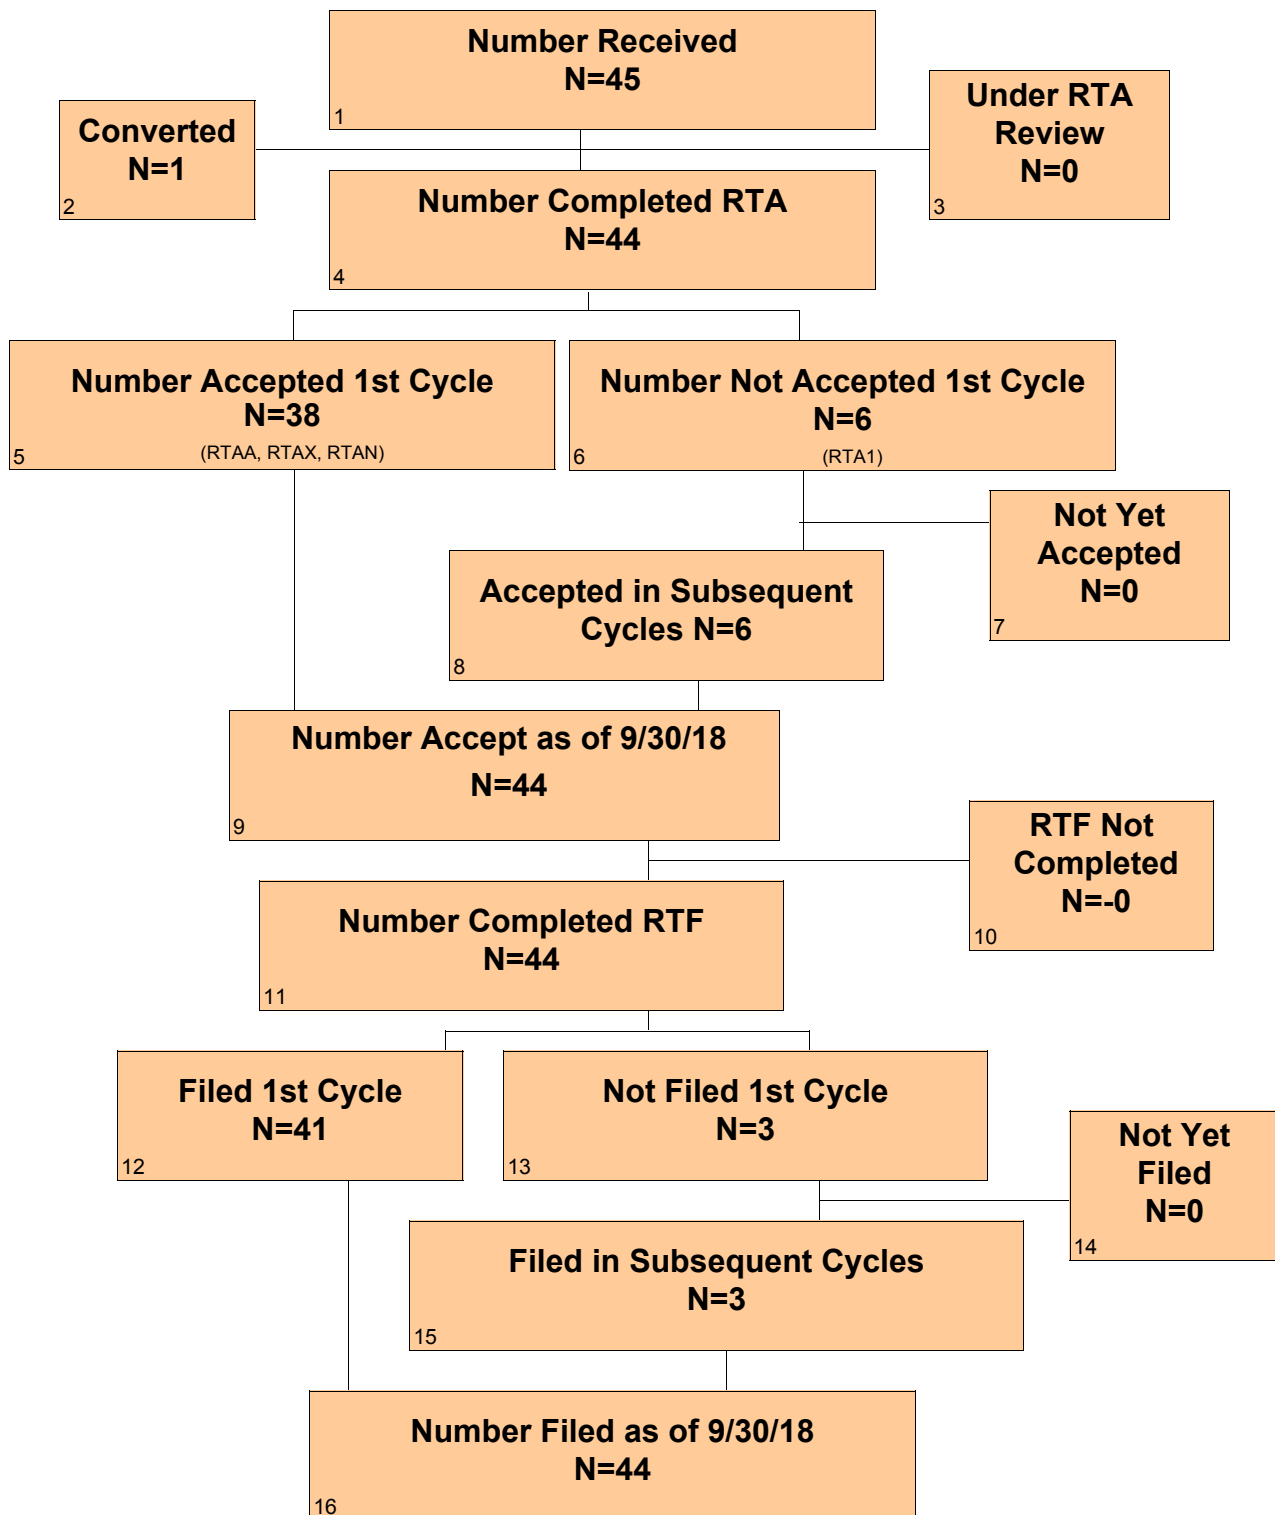 Number Received
N=45
1
Converted
N=1
2
Under RTA
Review
N=0
3
Number Completed RTA
N=44
4
Number Accepted 1st Cycle
N=38
(RTAA, RTAX, RTAN)
5
Number Not Accepted 1st Cycle
N=6
(RTA1)
6
Not Yet
Accepted
N=0
7
Accepted in Subsequent
Cycles N=6
8
Number Accept as of 9/30/18
N=44
9
RTF Not
Completed
N=-0
10
Number Completed RTF
N=44
11
Filed 1st Cycle
N=41
12
Not Filed 1st Cycle
N=3
13
Not Yet
Filed
N=0
14
Filed in Subsequent Cycles
N=3
15
Number Filed as of 9/30/18
N=44
16